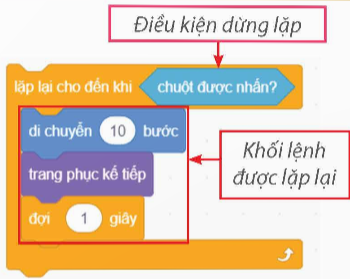 Điều kiện dừng lặp
lặp lại cho đến khi chuột được nhấn?
di chuyển 10 bước
trang phục kế tiếp
đợi 1 giây
Khối lệnh
được lặp lại